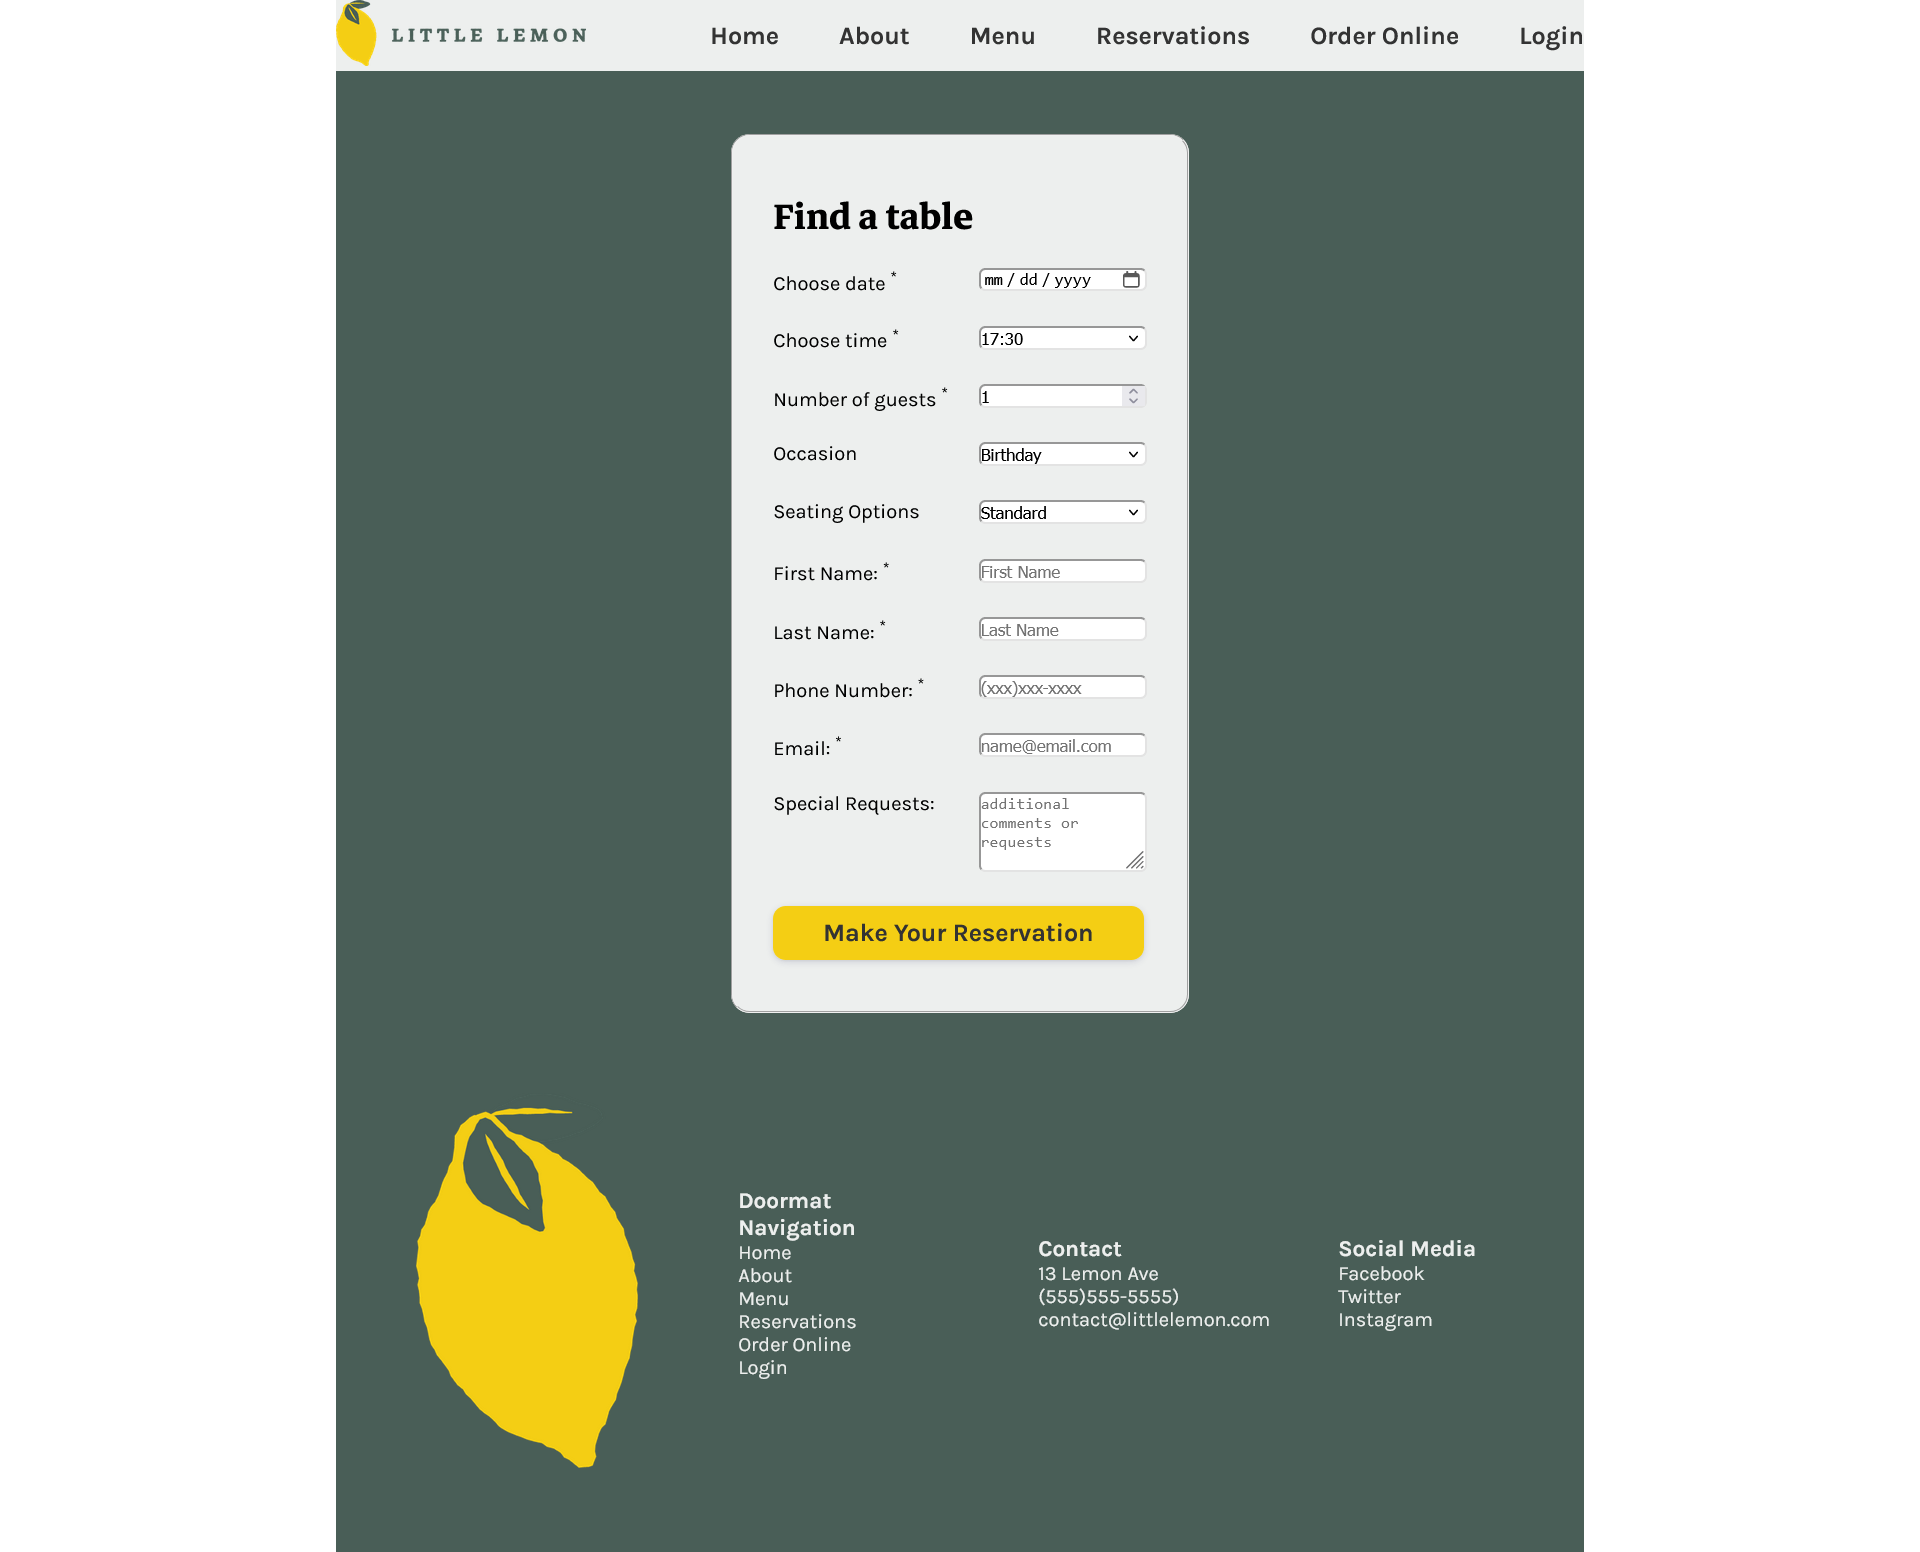 LITTLE LEMON
Home About Menu Reservations Order Online Login
Find a table
Choose date * mm / dd / yyyy
Choose time * 17:30
Number of guests * 1
Occasion Birthday
Seating Options Standard
First Name: * First Name
Last Name: * Last Name
Phone Number: * (xxx)xxx-xxxx
Email: * name@email.com
Special Requests: additional
comments or
requests
Make Your Reservation
Doormat
Navigation
Home
About
Menu
Reservations
Order Online
Login
Contact
13 Lemon Ave
(555)555-5555)
contact@littlelemon.com
Social Media
Facebook
Twitter
Instagram